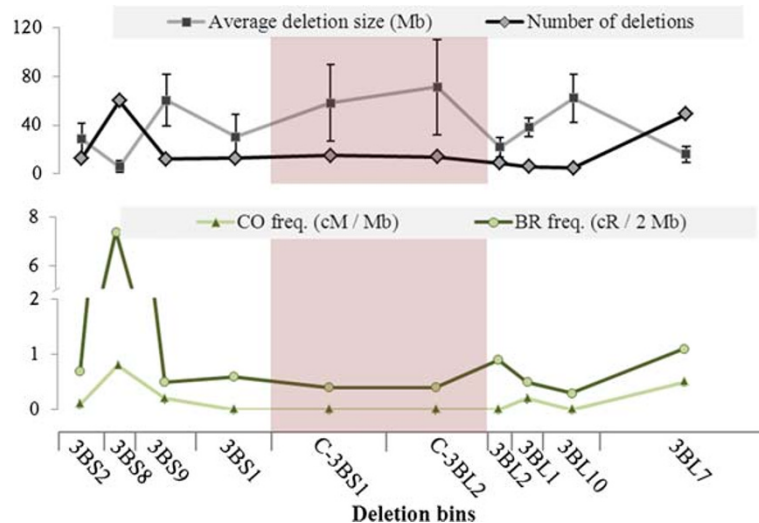 Average deletion size (Mb) Number of deletions
120
80
40
0
CO freq. (cM / Mb) BR freq. (cR / 2 Mb)
8
6
2
1
0
3BS2 3BS8 3BS9 3BS1 C-3BS1 C-3BL2 3BL2 3BL1 3BL10 3BL7
Deletion bins